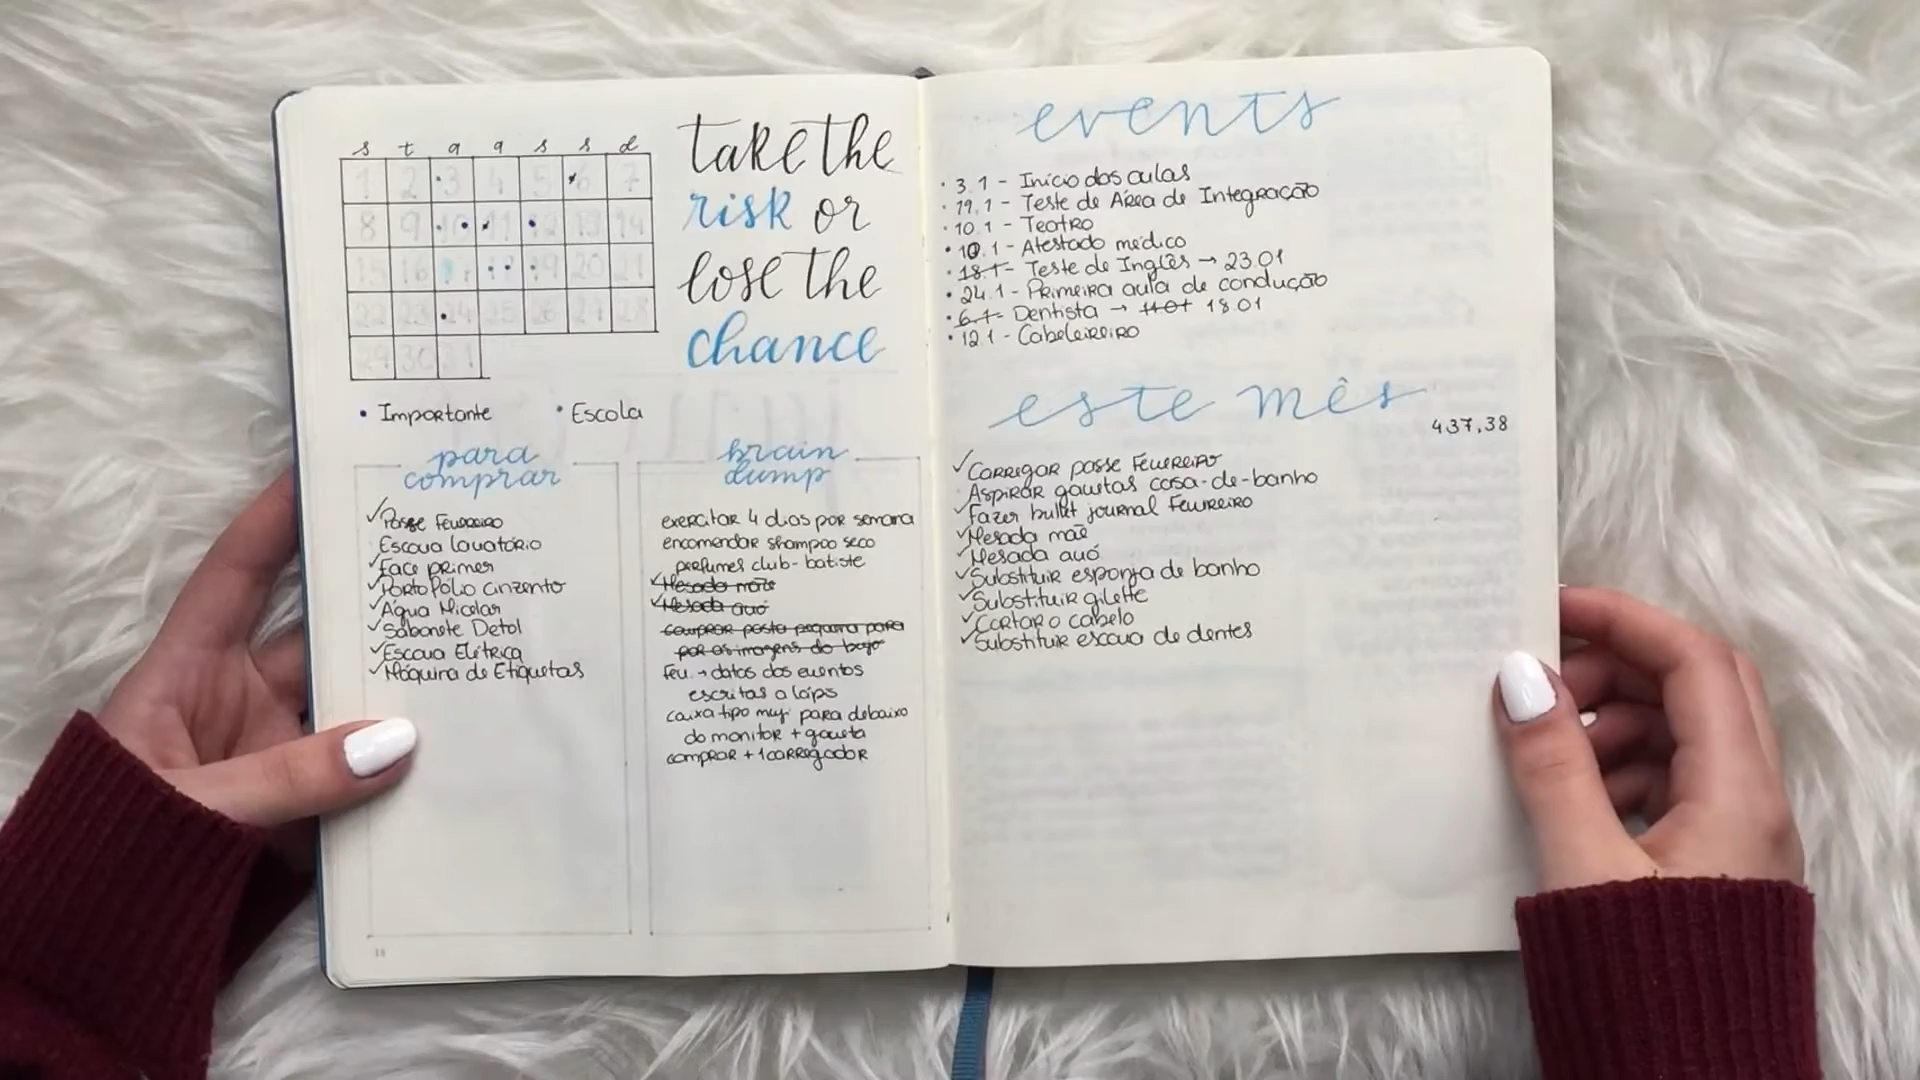 s t q q s s d
1 2 3 4 5 6 7
8 9 10 11 12 13 14
15 16 17 18 19 20 21
22 23 24 25 26 27 28
29 30 31
• Importante • Escola
take the
risk or
lose the
chance
para
comprar
✓Passe Fevereiro
Escova lavatório
✓Face primer
✓Porto Pólio cinzento
✓Água Micelar
✓Sabonete Detol
✓Escova Elétrica
✓Máquina de Etiquetas
brain
dump
exercitar 4 dias por semana
encomendar shampoo seco
perfumes club - batiste
✓Mesada mãe
✓Mesada avó
comprar pasta pequena para
por as imagens do bujo
Fev. → datas dos eventos
escritas a lápis
caixa tipo muji para debaixo
do monitor + gaveta
comprar + 1 carregador
18
events
• 3.1 - Início das aulas
• 19.1 - Teste de Área de Integração
• 10.1 - Teatro
• 10.1 - Atestado médico
• 18.1 - Teste de Inglês → 23.01
• 24.1 - Primeira aula de condução
• 6.1 - Dentista → 11.01 18.01
• 12.1 - Cabeleireiro
este mês
437,38
✓Carregar passe Fevereiro
Aspirar gavetas casa-de-banho
✓Fazer bullet journal Fevereiro
✓Mesada mãe
✓Mesada avó
✓Substituir esponja de banho
✓Substituir gilette
✓Cortar o cabelo
✓Substituir escova de dentes